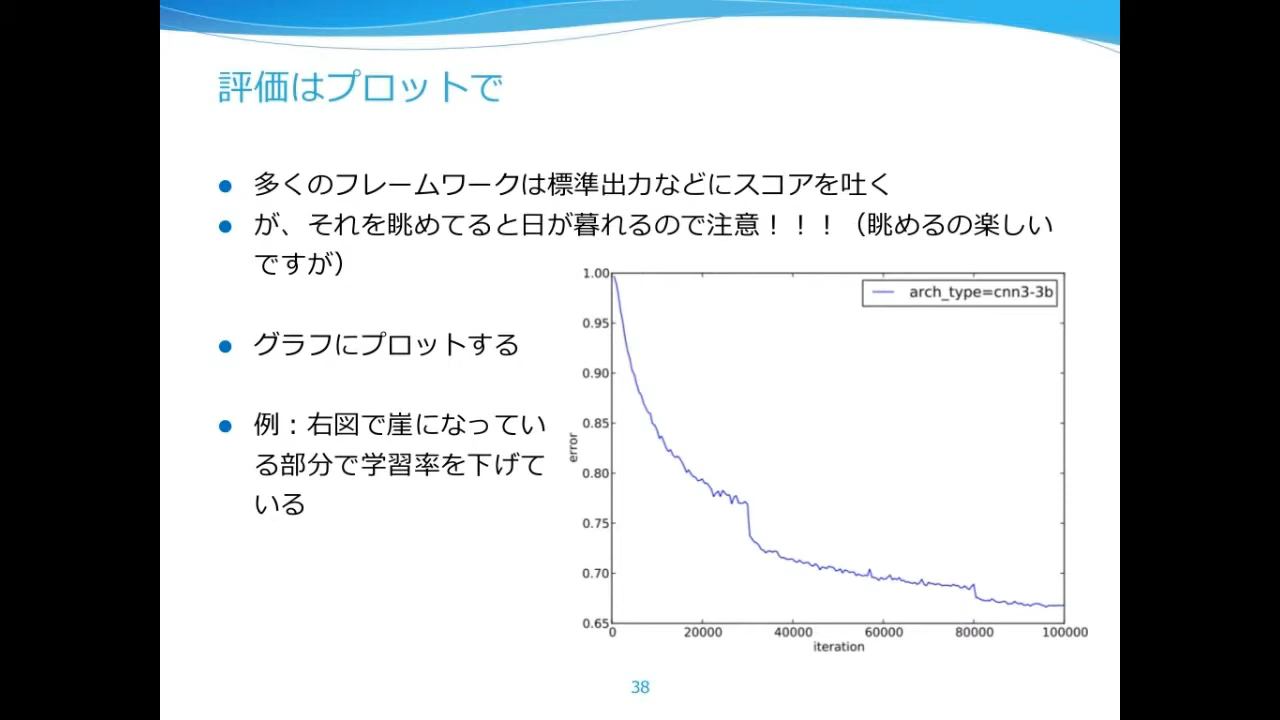 評価はプロットで
多くのフレームワークは標準出力などにスコアを吐く
が、それを眺めてると日が暮れるので注意！！！（眺めるの楽しい
ですが）
グラフにプロットする
例：右図で崖になってい
る部分で学習率を下げて
いる
1.00
0.95
0.90
0.85
0.80
0.75
0.70
0.65
error
arch_type=cnn3-3b
0 20000 40000 60000 80000 100000
iteration
38